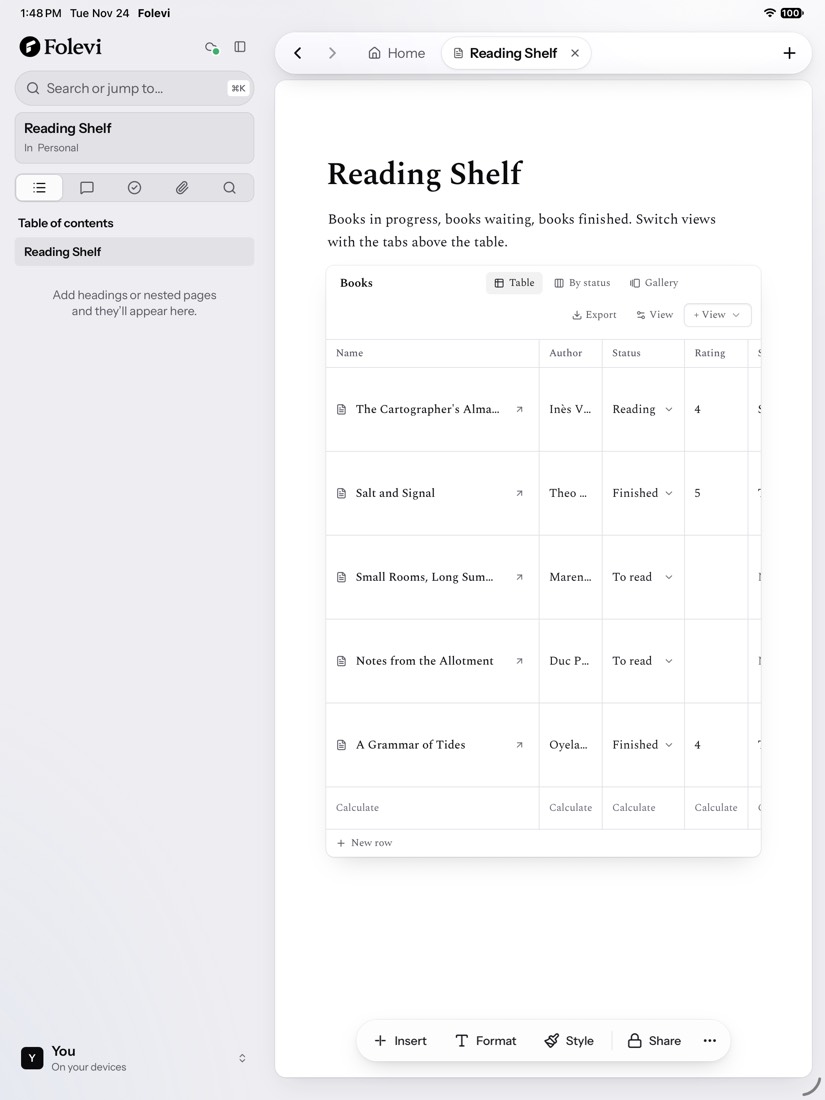 1:48 PM Tue Nov 24 Folevi
100
Folevi
Search or jump to... ⌘K
Reading Shelf
In Personal
Table of contents
Reading Shelf
Add headings or nested pages
and they'll appear here.
Y
You
On your devices
Home Reading Shelf
Reading Shelf
Books in progress, books waiting, books finished. Switch views
with the tabs above the table.
Books Table By status Gallery
Export View + View
Name Author Status Rating
The Cartographer's Alma... Inès V... Reading 4
Salt and Signal Theo ... Finished 5
Small Rooms, Long Sum... Maren... To read
Notes from the Allotment Duc P... To read
A Grammar of Tides Oyela... Finished 4
Calculate Calculate Calculate Calculate
+ New row
Insert Format Style Share